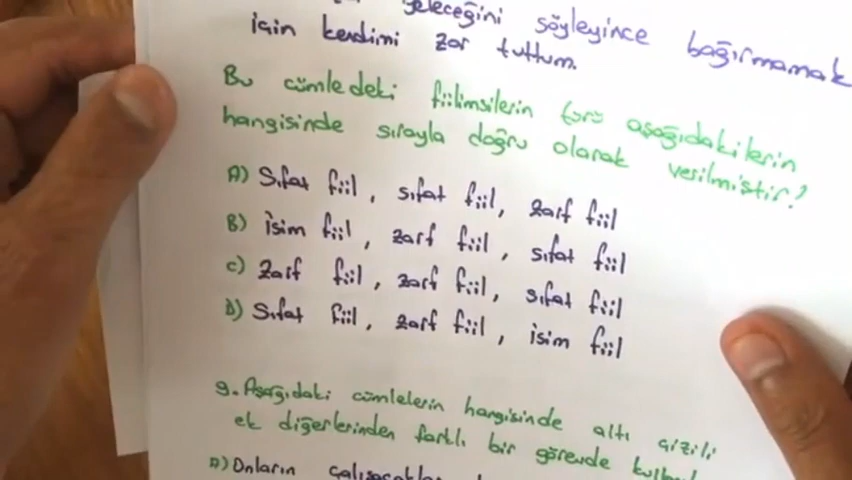 geleceğini söyleyince bağırmamak
için kendimi zor tuttum.
Bu cümledeki fiilimsilerin türü aşağıdakilerin
hangisinde sırayla doğru olarak verilmiştir?
A) Sıfat fiil, sıfat fiil, zarf fiil
B) isim fiil, zarf fiil, sıfat fiil
C) Zarf fiil, zarf fiil, sıfat fiil
D) Sıfat fiil, zarf fiil, isim fiil
9. Aşağıdaki cümlelerin hangisinde altı çizili
ek diğerlerinden farklı bir görevde
A) Onların